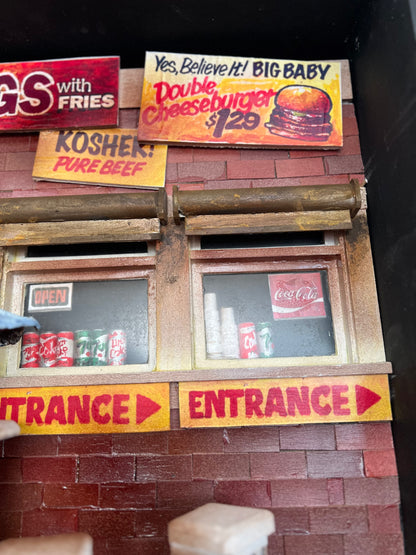 GS with
FRIES
Yes, Believe It! BIG BABY
Double
Cheeseburger
$1.29
KOSHER!
PURE BEEF
OPEN
Coca-Cola
NTRANCE
ENTRANCE